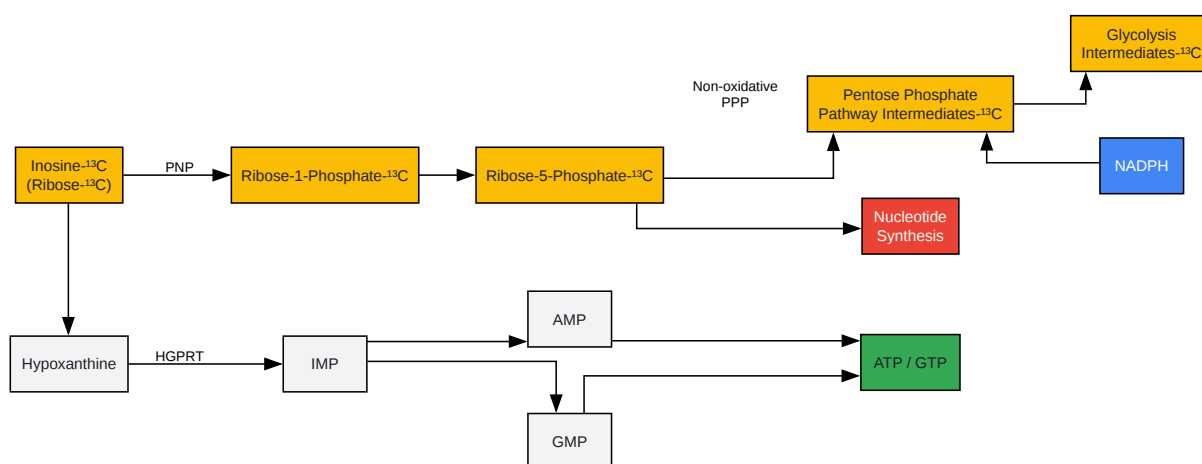 Glycolysis
Intermediates-¹³C
Non-oxidative
PPP
Pentose Phosphate
Pathway Intermediates-¹³C
Inosine-¹³C
(Ribose-¹³C)
PNP
Ribose-1-Phosphate-¹³C
Ribose-5-Phosphate-¹³C
NADPH
Nucleotide
Synthesis
AMP
Hypoxanthine
HGPRT
IMP
ATP / GTP
GMP